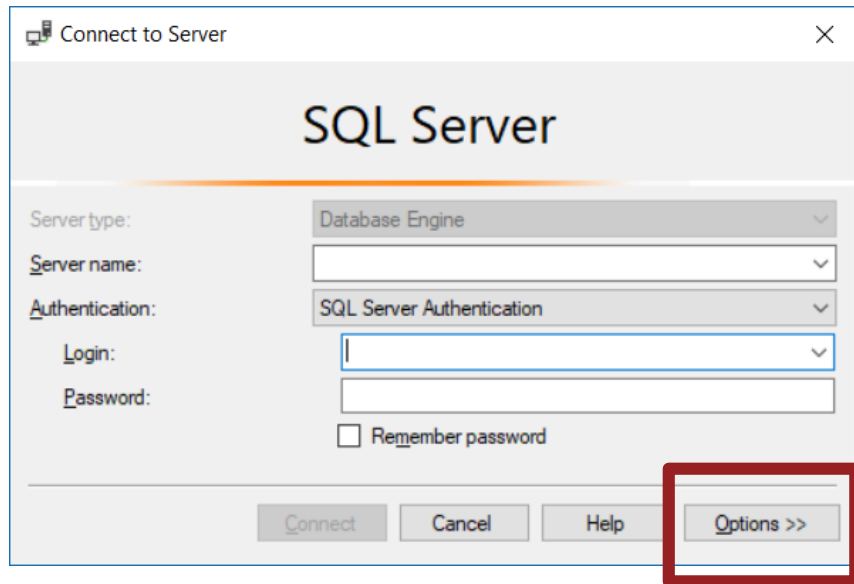 Connect to Server
SQL Server
Server type: Database Engine
Server name:
Authentication: SQL Server Authentication
Login:
Password:
Remember password
Connect Cancel Help Options >>